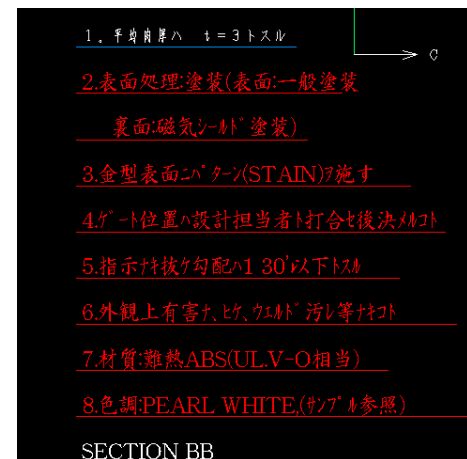 1。平均肉厚ハ t=3トスル
C
2.表面処理:塗装(表面:一般塗装
裏面:磁気シールド塗装)
3.金型表面ニパターン(STAIN)ヲ施す
4.ゲート位置ハ設計担当者ト打合セ後決メルコト
5.指示ナキ抜ケ勾配ハ1 30'以下トスル
6.外観上有害ナ、ヒケ、ウエルド汚レ等ナキコト
7.材質:難熱ABS(UL.V-O相当)
8.色調:PEARL WHITE,(サンプル参照)
SECTION BB